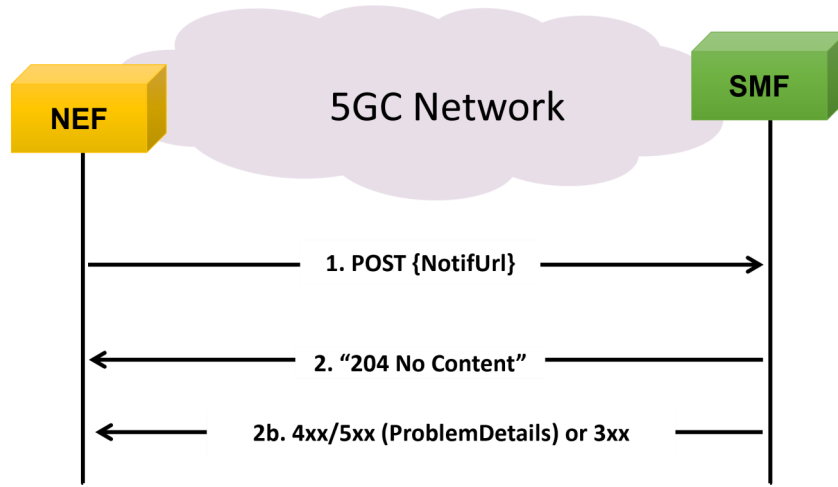 NEF
5GC Network
SMF
1. POST {NotifUrl}
2. “204 No Content”
2b. 4xx/5xx (ProblemDetails) or 3xx